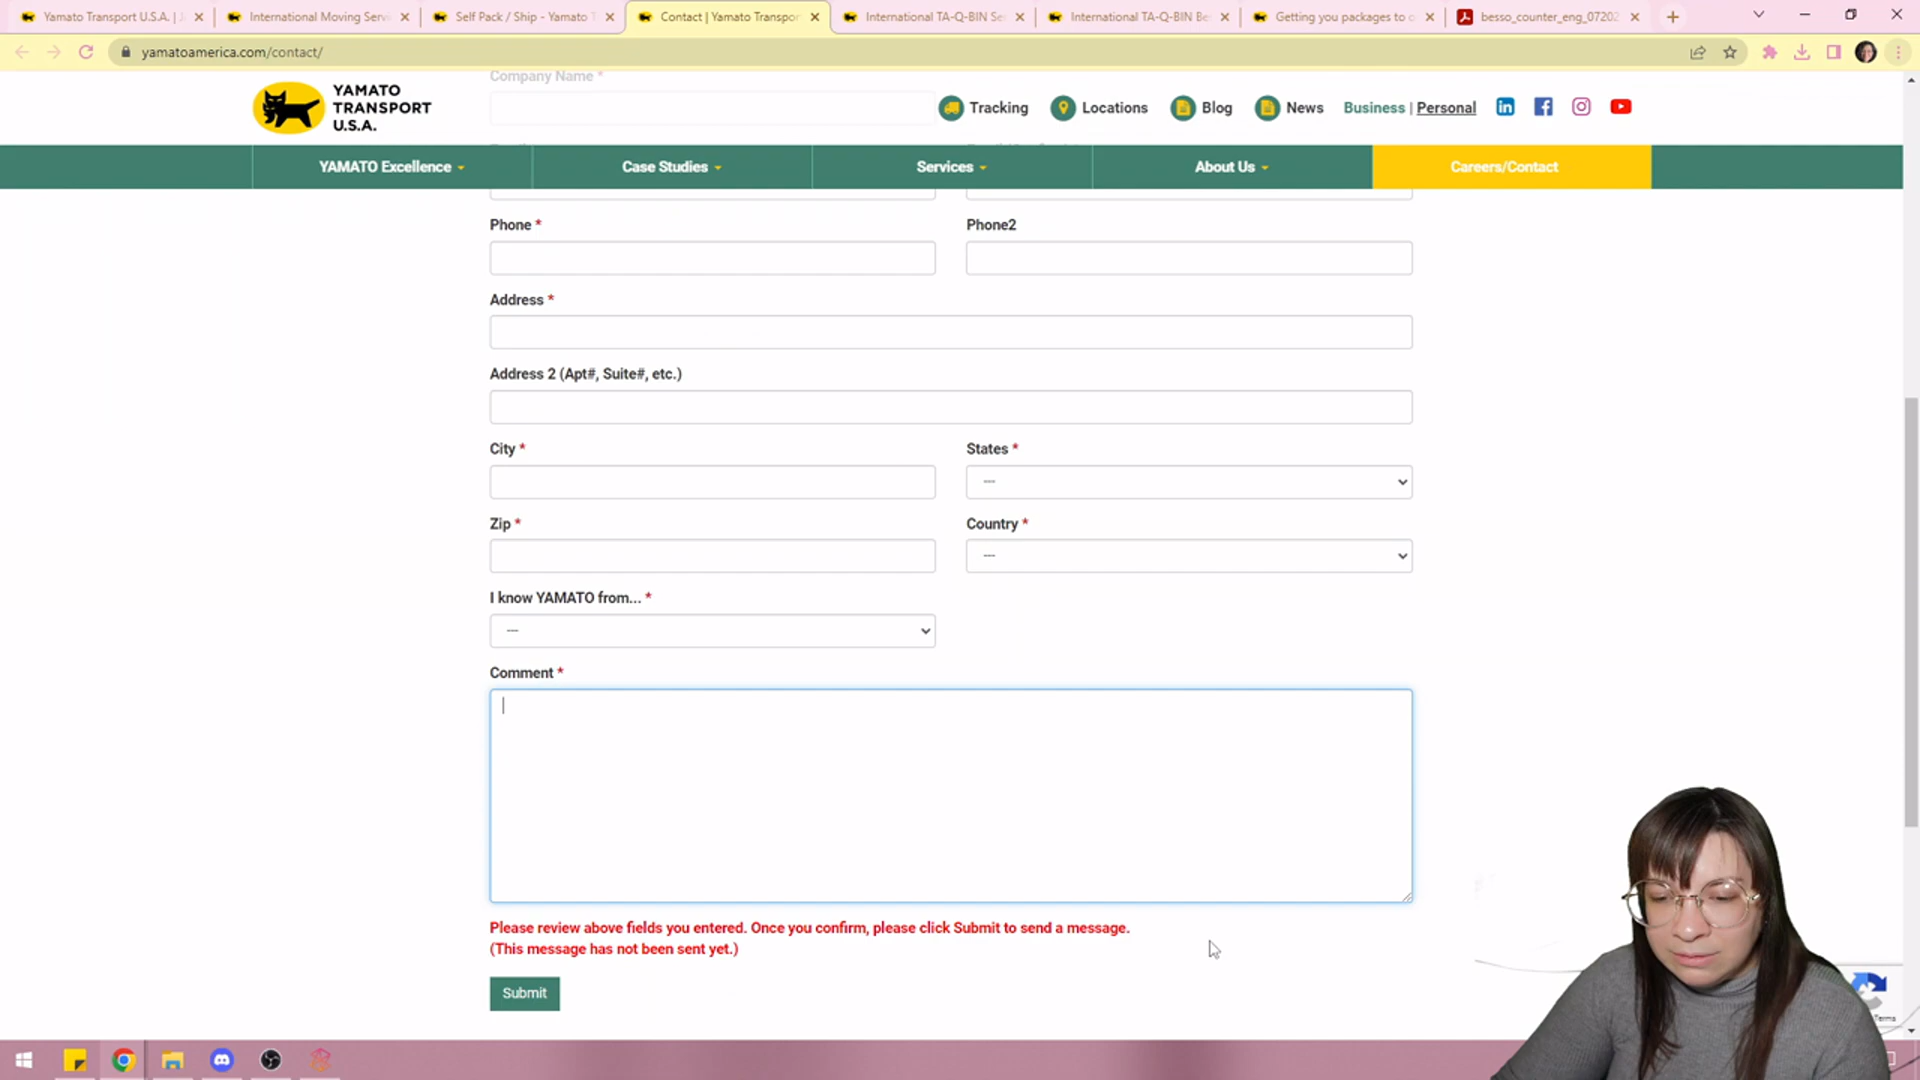 Yamato Transport U.S.A. | J
International Moving Serv
Self Pack / Ship - Yamato T
Contact | Yamato Transpor
International TA-Q-BIN Se
International TA-Q-BIN Be
Getting you packages to o
besso_counter_eng_0720
yamatoamerica.com/contact/
Company Name *
YAMATO
TRANSPORT
U.S.A.
Tracking
Locations
Blog
News
Business | Personal
YAMATO Excellence
Case Studies
Services
About Us
Careers/Contact
Phone *
Phone2
Address *
Address 2 (Apt#, Suite#, etc.)
City *
States *
---
Zip *
Country *
---
I know YAMATO from... *
---
Comment *
Please review above fields you entered. Once you confirm, please click Submit to send a message.
(This message has not been sent yet.)
Submit
Terms